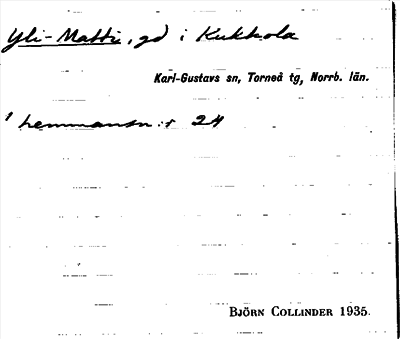 Yli-Matti, gd i Kukkola
Karl-Gustavs sn, Torneå tg, Norrb. län.
1 hemmansn:r 24
BJÖRN COLLINDER 1935.